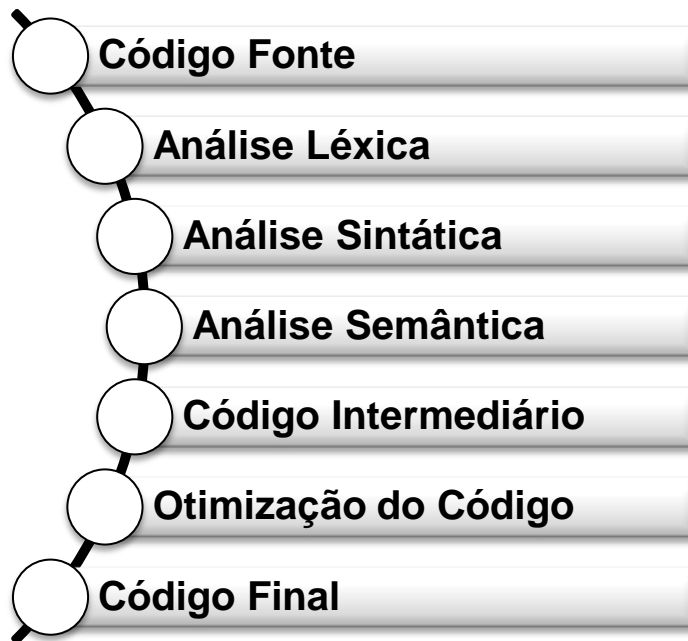 Código Fonte
Análise Léxica
Análise Sintática
Análise Semântica
Código Intermediário
Otimização do Código
Código Final